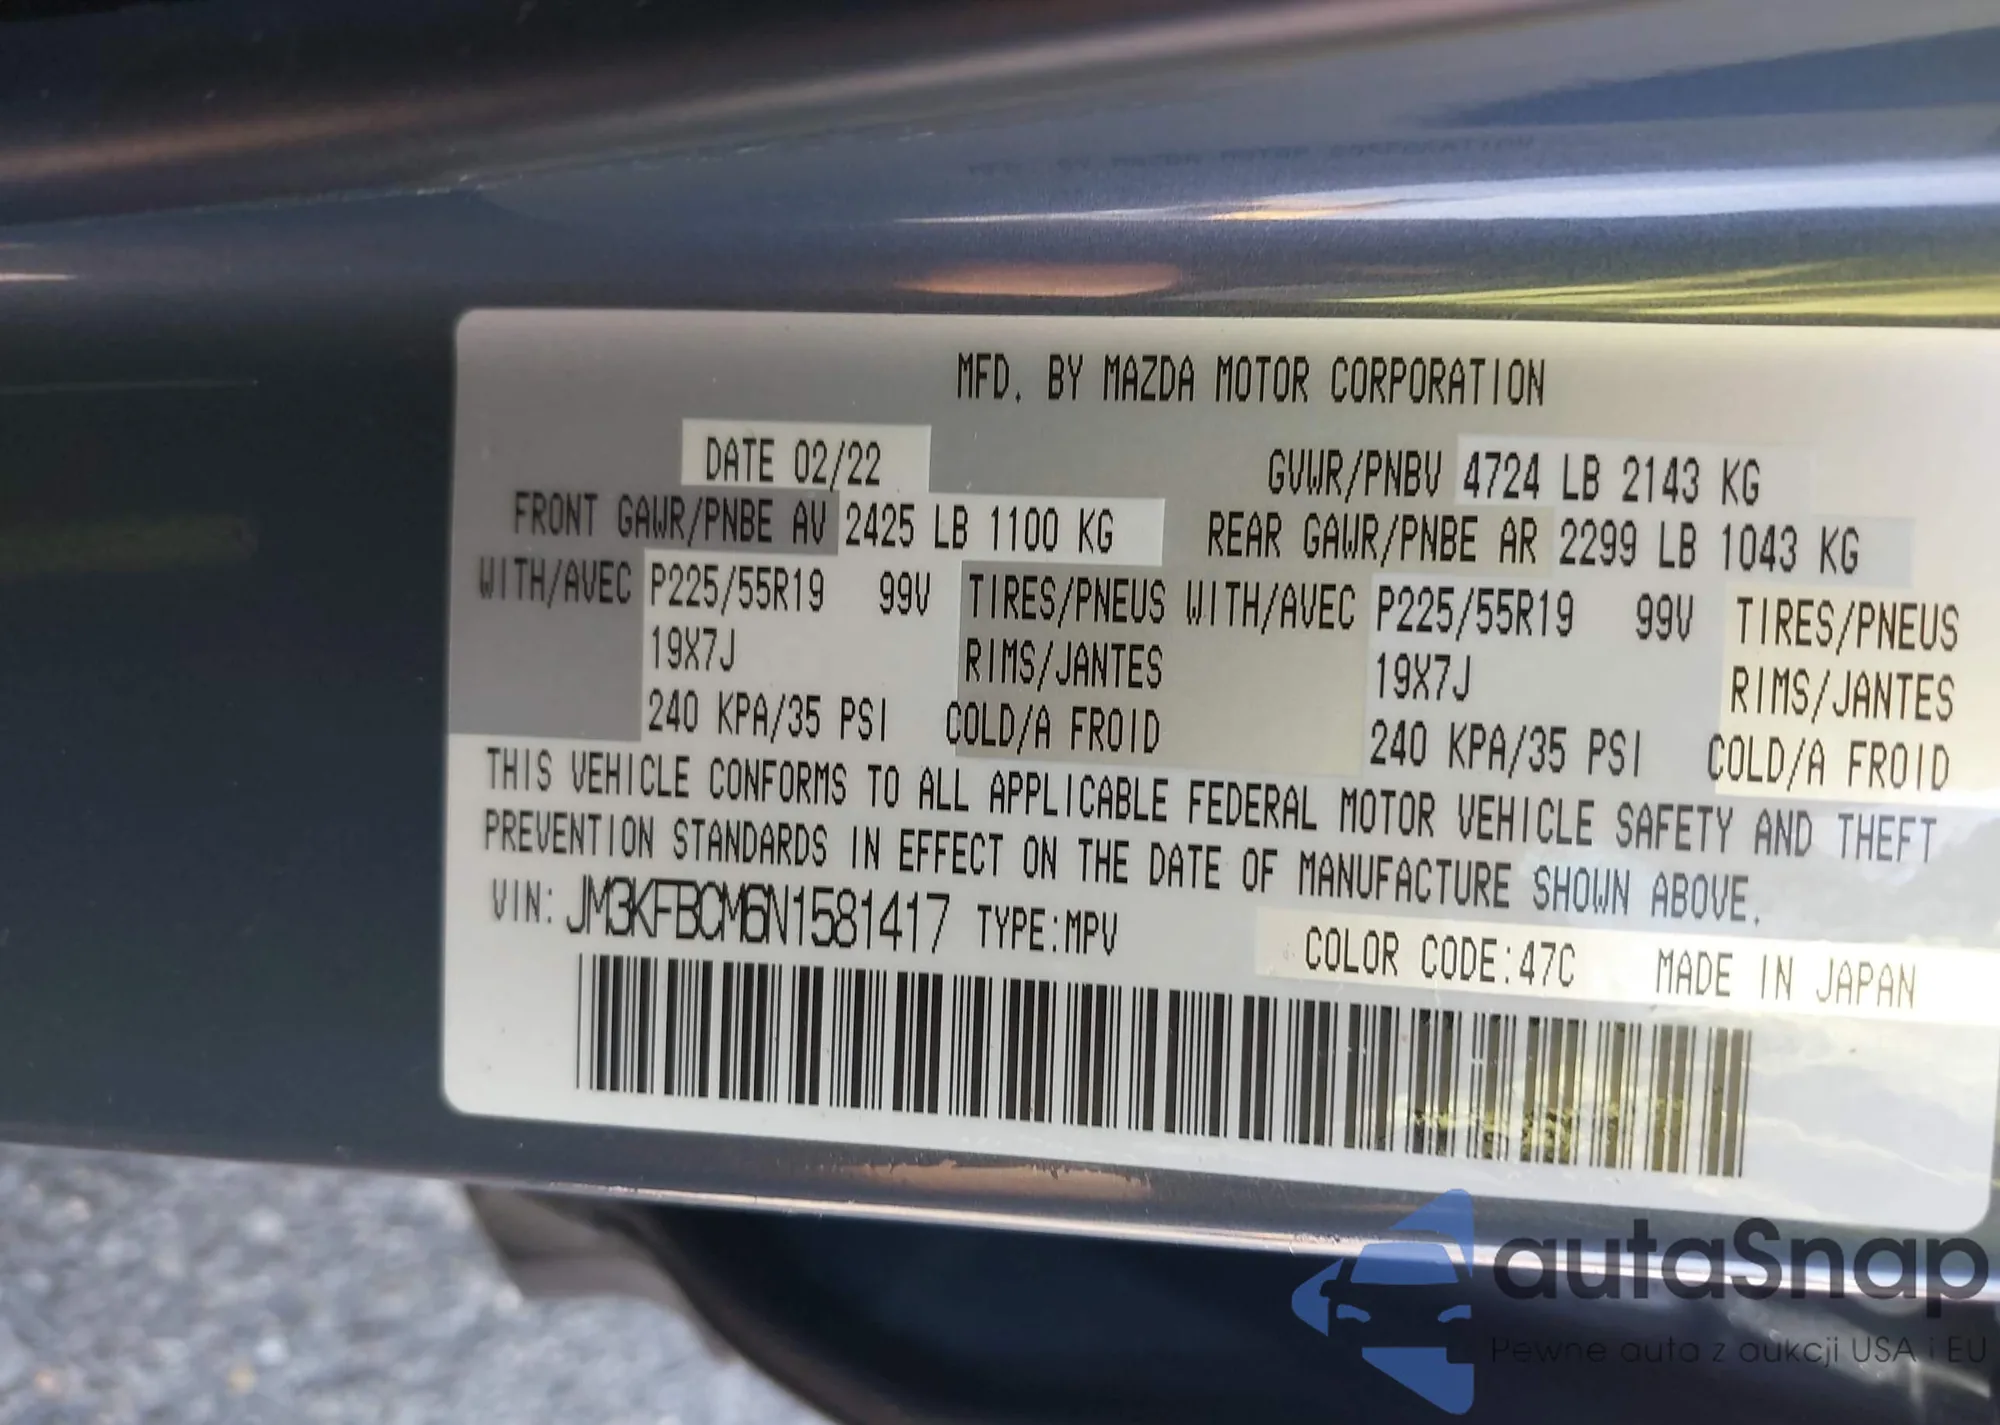 MFD. BY MAZDA MOTOR CORPORATION
DATE 02/22 GVWR/PNBV 4724 LB 2143 KG
FRONT GAWR/PNBE AV 2425 LB 1100 KG REAR GAWR/PNBE AR 2299 LB 1043 KG
WITH/AVEC P225/55R19 99V TIRES/PNEUS WITH/AVEC P225/55R19 99V TIRES/PNEUS
19X7J RIMS/JANTES 19X7J RIMS/JANTES
240 KPA/35 PSI COLD/A FROID 240 KPA/35 PSI COLD/A FROID
THIS VEHICLE CONFORMS TO ALL APPLICABLE FEDERAL MOTOR VEHICLE SAFETY AND THEFT
PREVENTION STANDARDS IN EFFECT ON THE DATE OF MANUFACTURE SHOWN ABOVE.
VIN: JM3KFBCM6N1581417 TYPE:MPV COLOR CODE:47C MADE IN JAPAN
autaSnap
Pewne auta z aukcji USA i EU